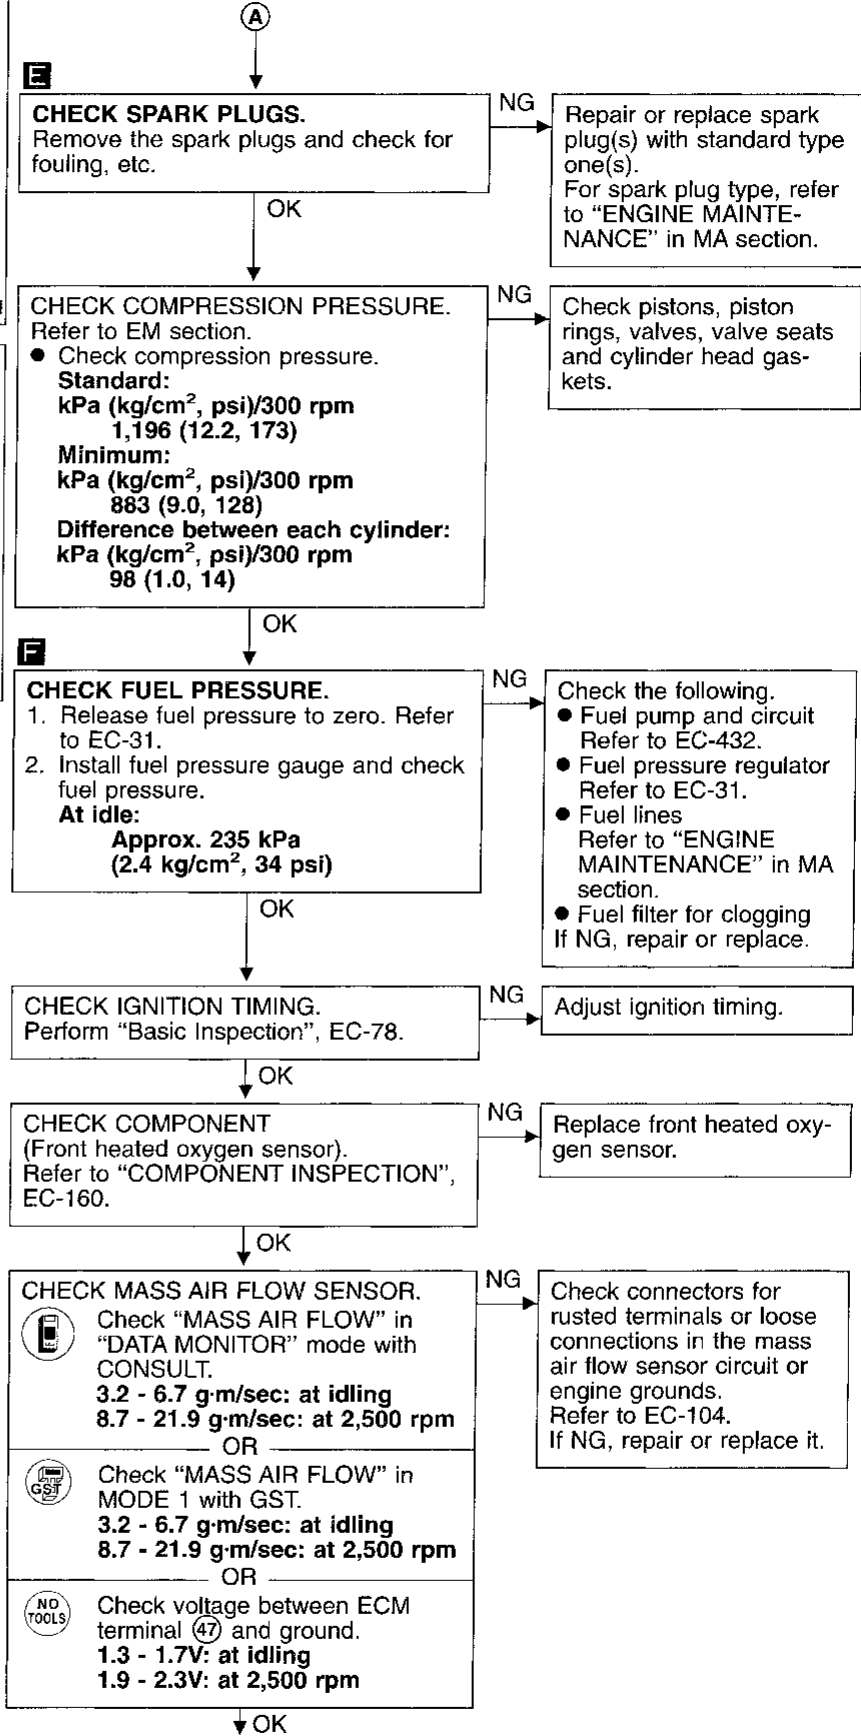 A
E
CHECK SPARK PLUGS.
Remove the spark plugs and check for
fouling, etc.
NG
Repair or replace spark
plug(s) with standard type
one(s).
For spark plug type, refer
to “ENGINE MAINTE-
NANCE” in MA section.
OK
CHECK COMPRESSION PRESSURE.
Refer to EM section.
● Check compression pressure.
Standard:
kPa (kg/cm², psi)/300 rpm
1,196 (12.2, 173)
Minimum:
kPa (kg/cm², psi)/300 rpm
883 (9.0, 128)
Difference between each cylinder:
kPa (kg/cm², psi)/300 rpm
98 (1.0, 14)
NG
Check pistons, piston
rings, valves, valve seats
and cylinder head gas-
kets.
OK
F
CHECK FUEL PRESSURE.
1. Release fuel pressure to zero. Refer
to EC-31.
2. Install fuel pressure gauge and check
fuel pressure.
At idle:
Approx. 235 kPa
(2.4 kg/cm², 34 psi)
NG
Check the following.
● Fuel pump and circuit
Refer to EC-432.
● Fuel pressure regulator
Refer to EC-31.
● Fuel lines
Refer to “ENGINE
MAINTENANCE” in MA
section.
● Fuel filter for clogging
If NG, repair or replace.
OK
CHECK IGNITION TIMING.
Perform “Basic Inspection”, EC-78.
NG
Adjust ignition timing.
OK
CHECK COMPONENT
(Front heated oxygen sensor).
Refer to “COMPONENT INSPECTION”,
EC-160.
NG
Replace front heated oxy-
gen sensor.
OK
CHECK MASS AIR FLOW SENSOR.
Check “MASS AIR FLOW” in
“DATA MONITOR” mode with
CONSULT.
3.2 - 6.7 g·m/sec: at idling
8.7 - 21.9 g·m/sec: at 2,500 rpm
OR
GST
Check “MASS AIR FLOW” in
MODE 1 with GST.
3.2 - 6.7 g·m/sec: at idling
8.7 - 21.9 g·m/sec: at 2,500 rpm
OR
NO
TOOLS
Check voltage between ECM
terminal 47 and ground.
1.3 - 1.7V: at idling
1.9 - 2.3V: at 2,500 rpm
NG
Check connectors for
rusted terminals or loose
connections in the mass
air flow sensor circuit or
engine grounds.
Refer to EC-104.
If NG, repair or replace it.
OK